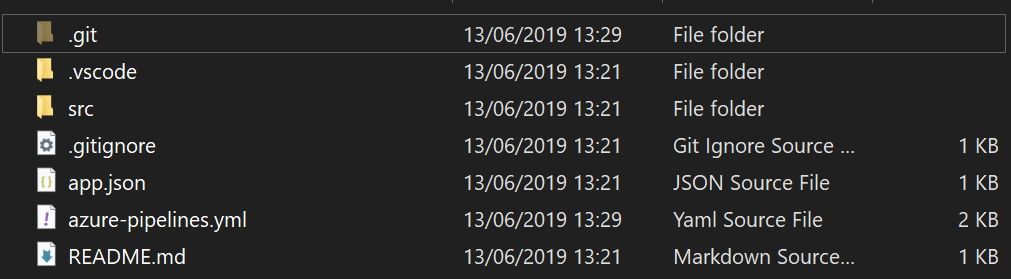 .git 13/06/2019 13:29 File folder
.vscode 13/06/2019 13:21 File folder
src 13/06/2019 13:21 File folder
.gitignore 13/06/2019 13:21 Git Ignore Source ... 1 KB
app.json 13/06/2019 13:21 JSON Source File 1 KB
azure-pipelines.yml 13/06/2019 13:29 Yaml Source File 2 KB
README.md 13/06/2019 13:21 Markdown Source... 1 KB